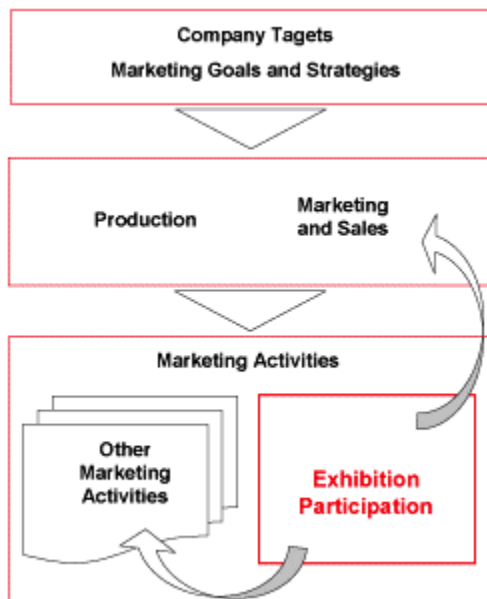 Company Tagets
Marketing Goals and Strategies
Production
Marketing
and Sales
Marketing Activities
Other
Marketing
Activities
Exhibition
Participation